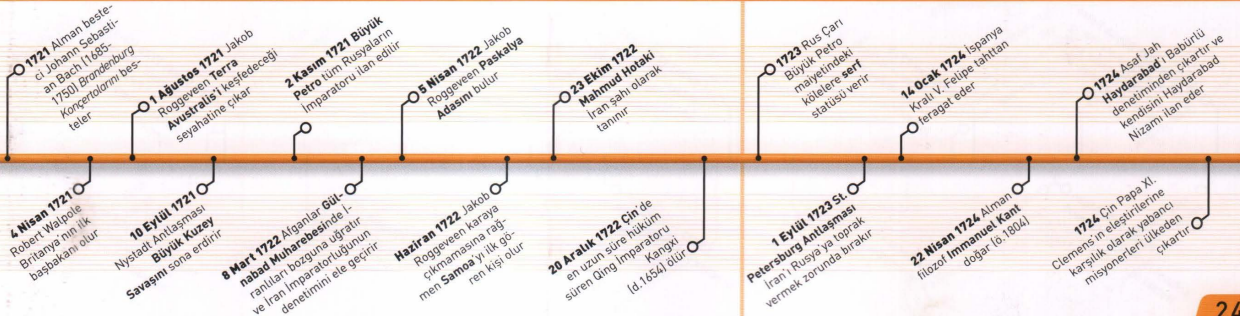 1721 Alman beste-
ci Johann Sebasti-
an Bach (1685-
1750) Brandenburg
Konçertolarını bes-
teler
4 Nisan 1721
Robert Walpole
Britanya'nın ilk
başbakanı olur
1 Ağustos 1721 Jakob
Roggeveen Terra
Avustralis'i keşfedeceği
seyahatine çıkar
10 Eylül 1721
Nystadt Antlaşması
Büyük Kuzey
Savaşını sona erdirir
2 Kasım 1721 Büyük
Petro tüm Rusyaların
İmparatoru ilan edilir
8 Mart 1722 Afganlar Gül-
nabad Muharebesinde İ-
ranlıları bozguna uğratır
ve İran İmparatorluğunun
denetimini ele geçirir
5 Nisan 1722 Jakob
Roggeveen Paskalya
Adasını bulur
Haziran 1722 Jakob
Roggeveen karaya
çıkmamasına rağ-
men Samoa'yı ilk gö-
ren kişi olur
23 Ekim 1722
Mahmud Hotaki
İran şahı olarak
tanınır
20 Aralık 1722 Çin'de
en uzun süre hüküm
süren Qing İmparatoru
Kangxi
(d.1654) ölür
1723 Rus Çarı
Büyük Petro
maiyetindeki
kölelere serf
statüsü verir
1 Eylül 1723 St.
Petersburg Antlaşması
İran'ı Rusya'ya toprak
vermek zorunda bırakır
14 Ocak 1724 İspanya
Kralı V. Felipe tahttan
feragat eder
22 Nisan 1724 Alman
filozof Immanuel Kant
doğar (ö.1804)
1724 Asaf Jah
Haydarabad'ı Babürlü
denetiminden çıkartır ve
kendisini Haydarabad
Nizamı ilan eder
1724 Çin Papa XI.
Clemens'in eleştirilerine
karşılık olarak yabancı
misyonerleri ülkeden
çıkartır